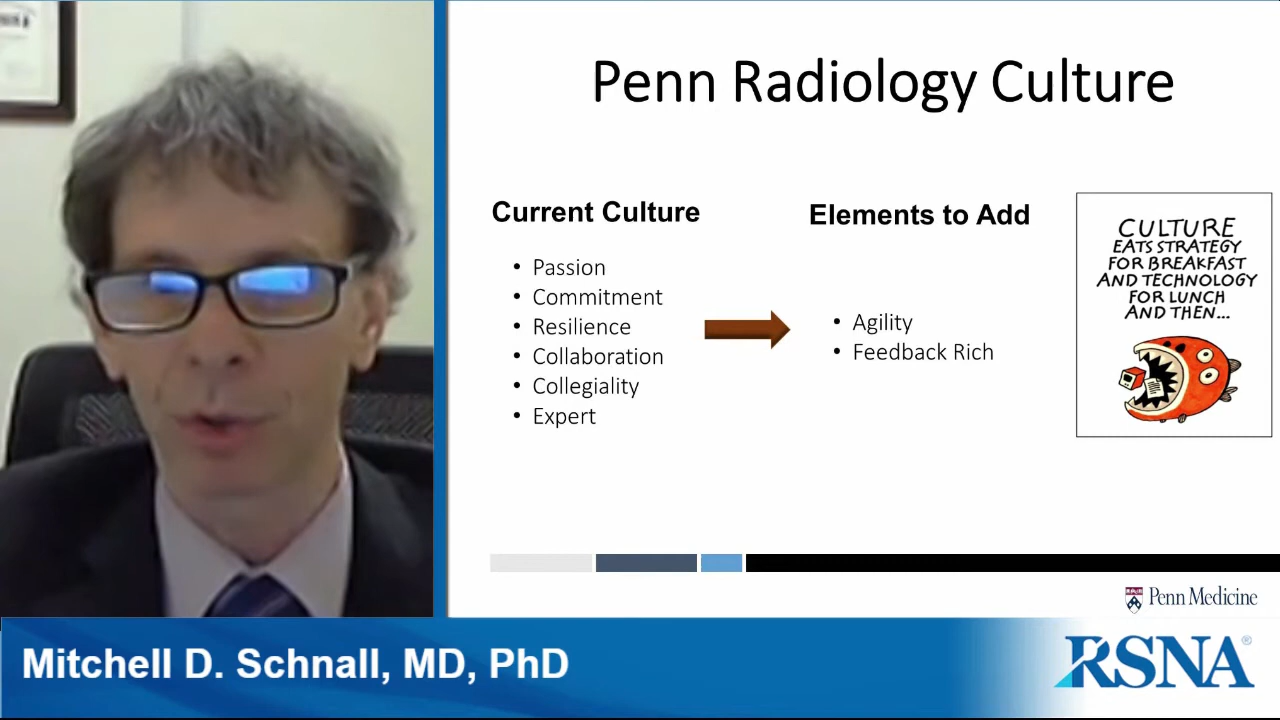 Penn Radiology Culture
Current Culture
• Passion
• Commitment
• Resilience
• Collaboration
• Collegiality
• Expert
Elements to Add
• Agility
• Feedback Rich
CULTURE
EATS STRATEGY
FOR BREAKFAST
AND TECHNOLOGY
FOR LUNCH
AND THEN...
Penn Medicine
Mitchell D. Schnall, MD, PhD
RSNA®